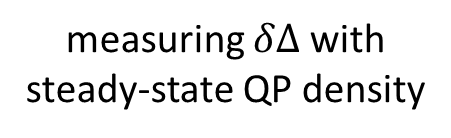 measuring δΔ with
steady-state QP density